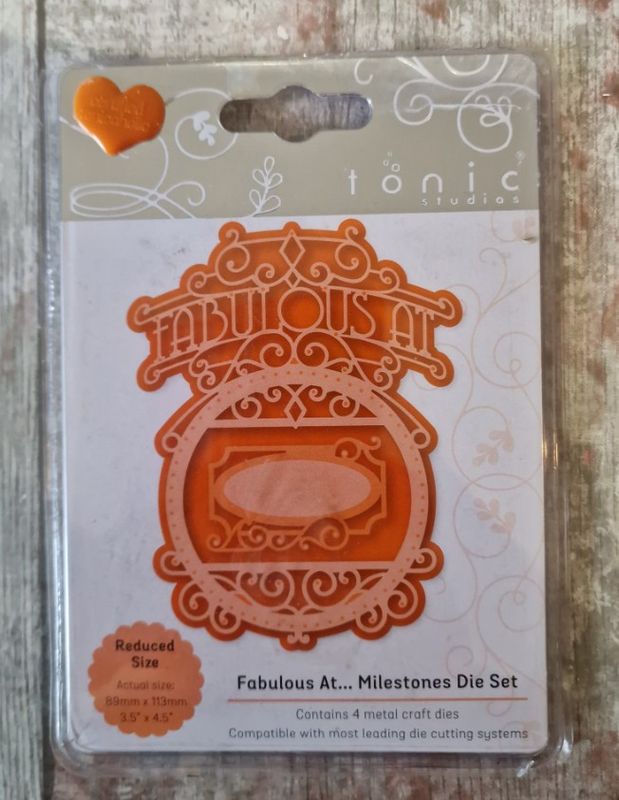 tonic®
studios
FABULOUS AT
Reduced
Size
Actual size:
89mm x 113mm
3.5" x 4.5"
Fabulous At... Milestones Die Set
Contains 4 metal craft dies
Compatible with most leading die cutting systems